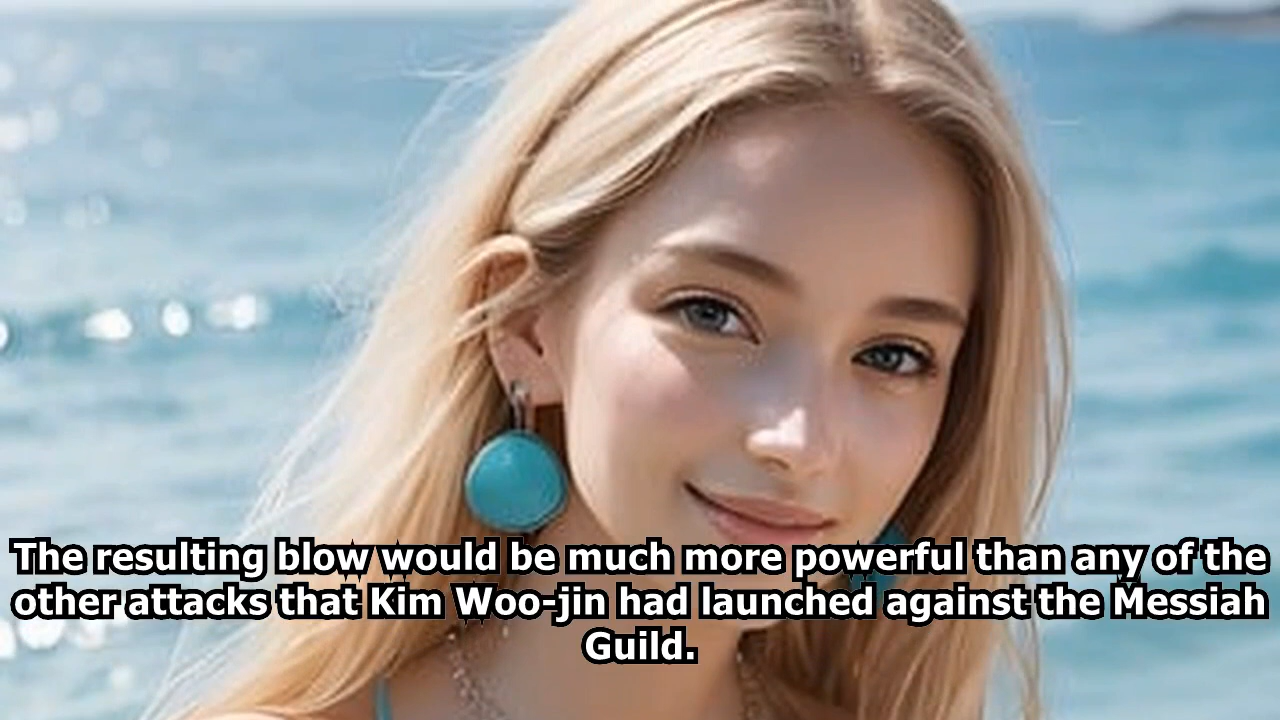 The resulting blow would be much more powerful than any of the
other attacks that Kim Woo-jin had launched against the Messiah
Guild.